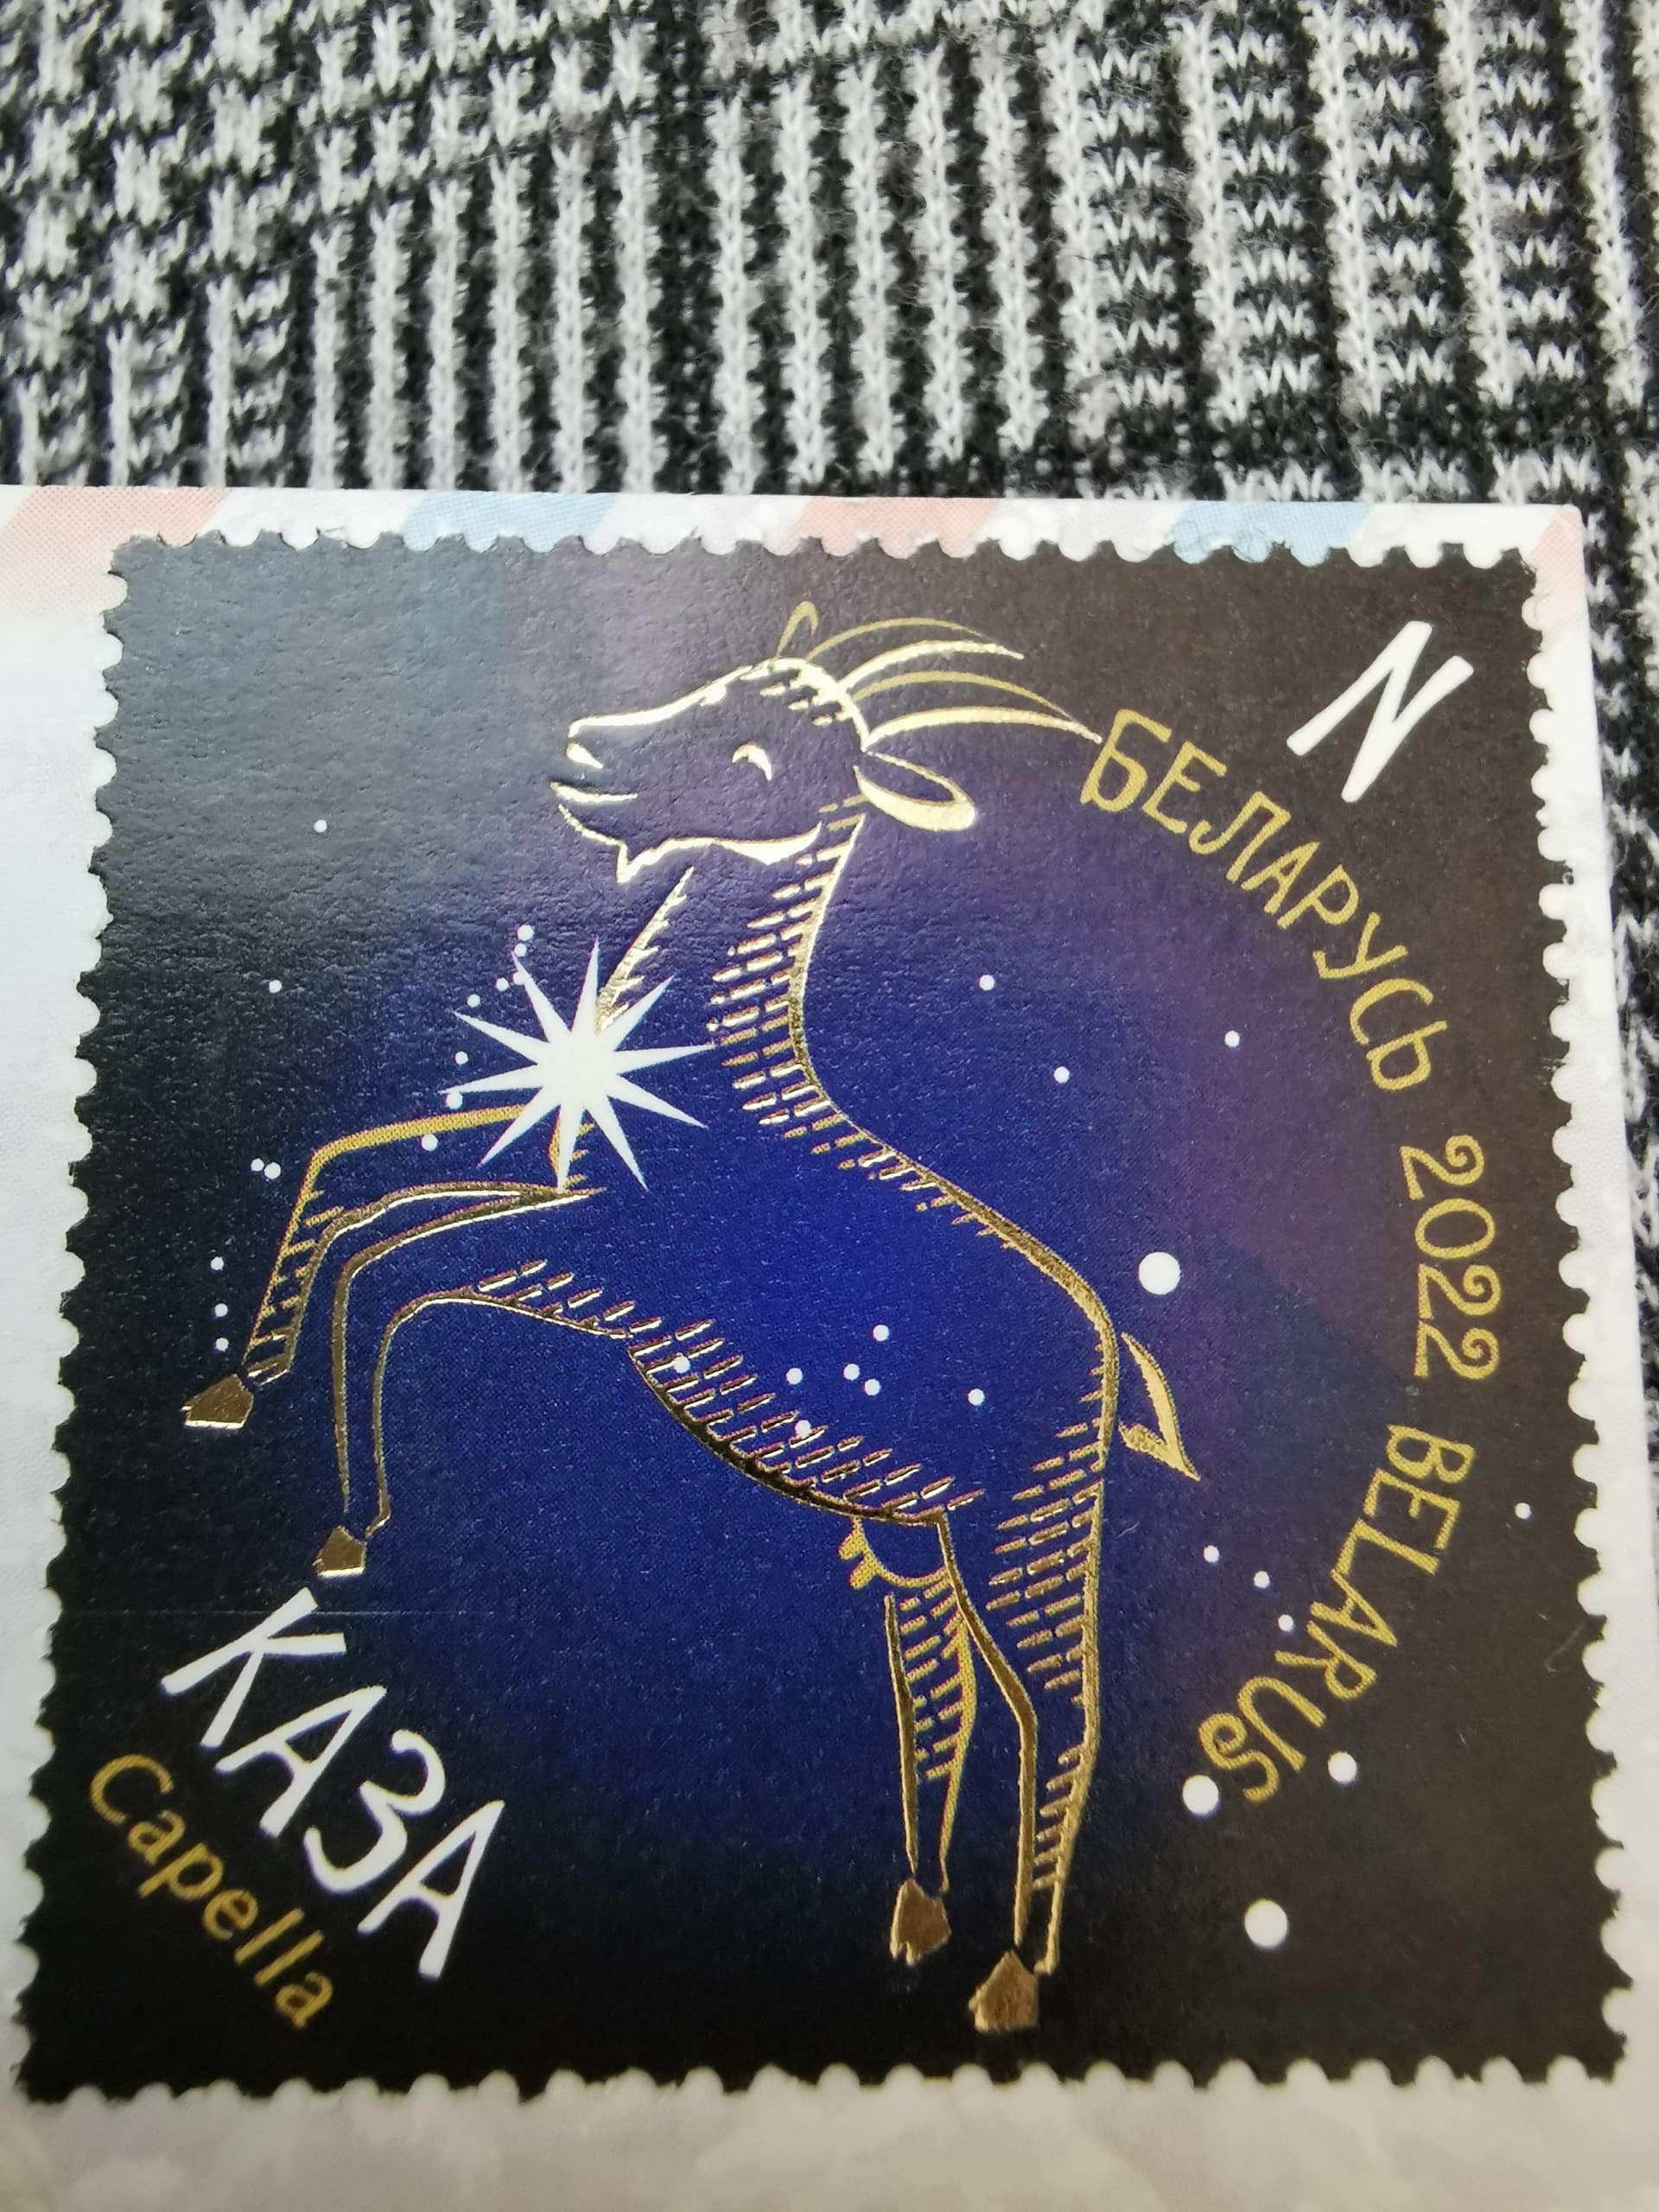 N
БЕЛАРУСЬ 2022 BELARUS
КАЗА
Capella